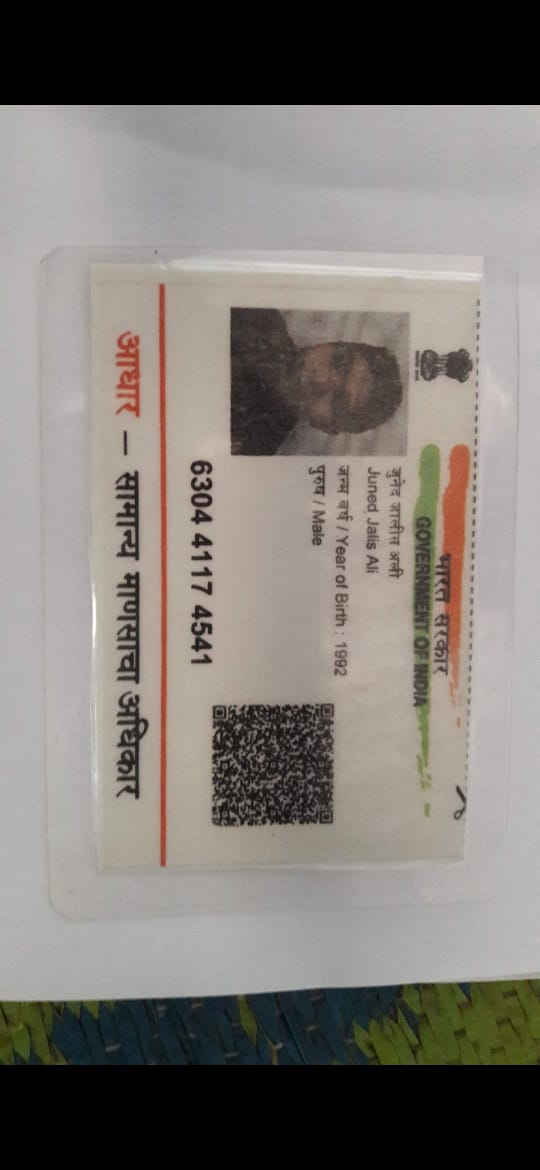 भारत सरकार
GOVERNMENT OF INDIA
जुनेद जालीस अली
Juned Jalis Ali
जन्म वर्ष / Year of Birth : 1992
पुरुष / Male
6304 4117 4541
आधार – सामान्य माणसाचा अधिकार